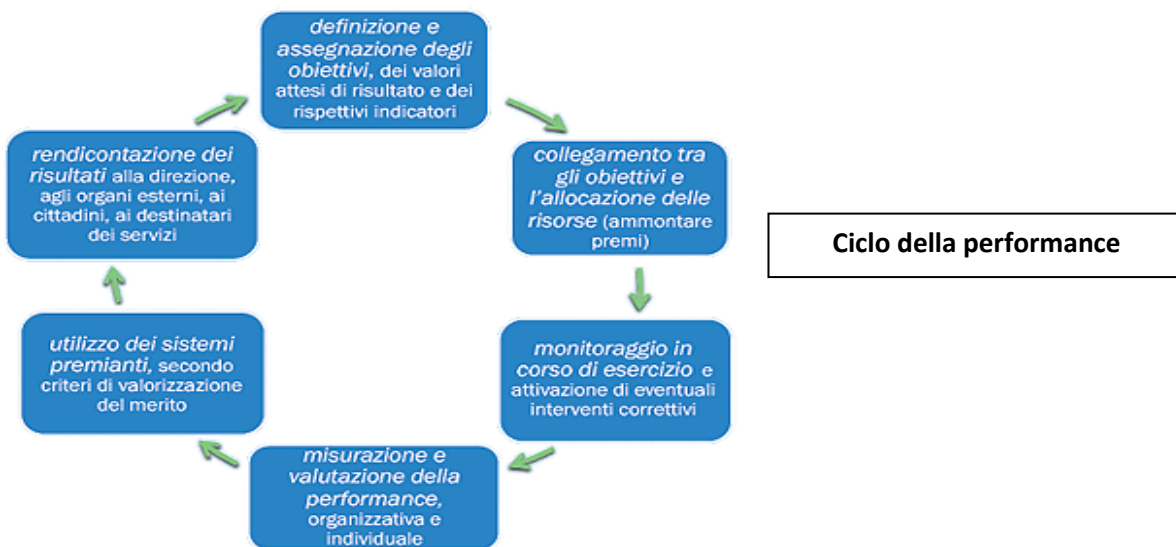 definizione e
assegnazione degli
obiettivi, dei valori
attesi di risultato e dei
rispettivi indicatori
collegamento tra
gli obiettivi e
l'allocazione delle
risorse (ammontare
premi)
monitoraggio in
corso di esercizio e
attivazione di eventuali
interventi correttivi
misurazione e
valutazione della
performance,
organizzativa e
individuale
utilizzo dei sistemi
premianti, secondo
criteri di valorizzazione
del merito
rendicontazione dei
risultati alla direzione,
agli organi esterni, ai
cittadini, ai destinatari
dei servizi
Ciclo della performance